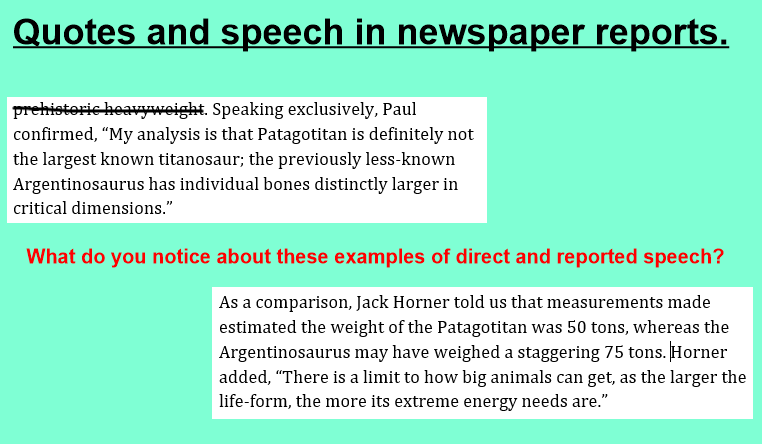 Quotes and speech in newspaper reports.
prehistoric heavyweight. Speaking exclusively, Paul
confirmed, “My analysis is that Patagotitan is definitely not
the largest known titanosaur; the previously less-known
Argentinosaurus has individual bones distinctly larger in
critical dimensions.”
What do you notice about these examples of direct and reported speech?
As a comparison, Jack Horner told us that measurements made
estimated the weight of the Patagotitan was 50 tons, whereas the
Argentinosaurus may have weighed a staggering 75 tons. Horner
added, “There is a limit to how big animals can get, as the larger the
life-form, the more its extreme energy needs are.”